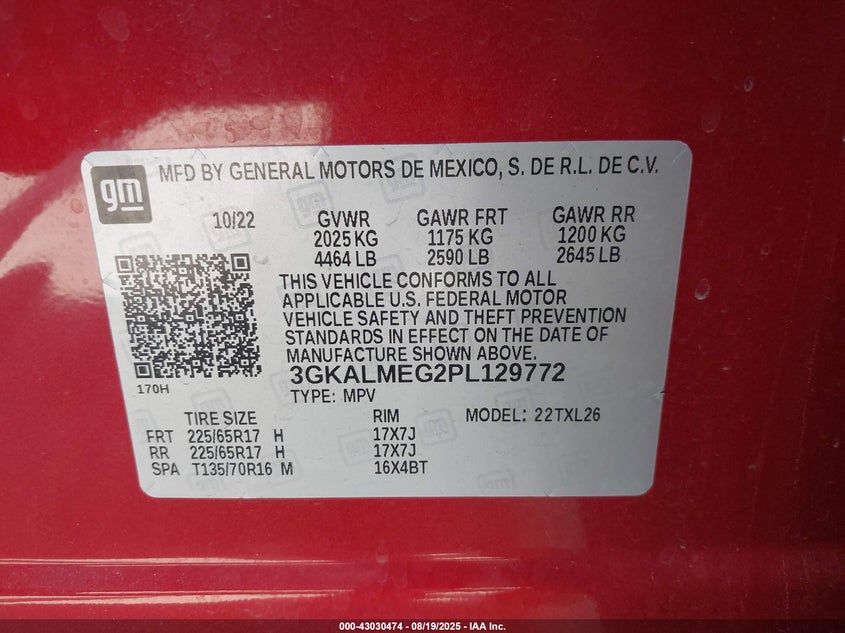 gm
MFD BY GENERAL MOTORS DE MEXICO, S. DE R.L. DE C.V.
10/22 GVWR GAWR FRT GAWR RR
2025 KG 1175 KG 1200 KG
4464 LB 2590 LB 2645 LB
THIS VEHICLE CONFORMS TO ALL
APPLICABLE U.S. FEDERAL MOTOR
VEHICLE SAFETY AND THEFT PREVENTION
STANDARDS IN EFFECT ON THE DATE OF
MANUFACTURE SHOWN ABOVE.
170H
3GKALMEG2PL129772
TYPE: MPV
TIRE SIZE RIM MODEL: 22TXL26
FRT 225/65R17 H 17X7J
RR 225/65R17 H 17X7J
SPA T135/70R16 M 16X4BT
000-43030474 - 08/19/2025 - IAA Inc.